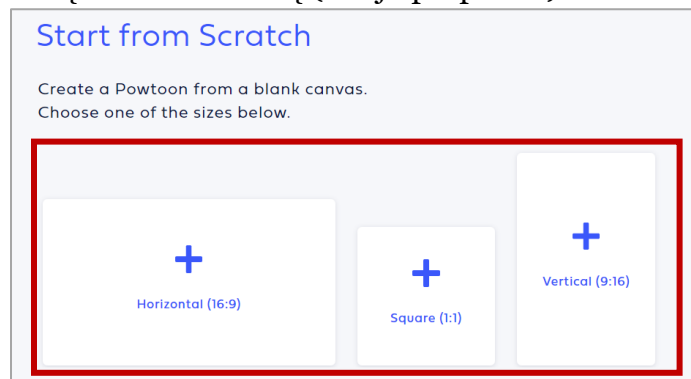 Start from Scratch
Create a Powtoon from a blank canvas.
Choose one of the sizes below.
Horizontal (16:9)
Square (1:1)
Vertical (9:16)